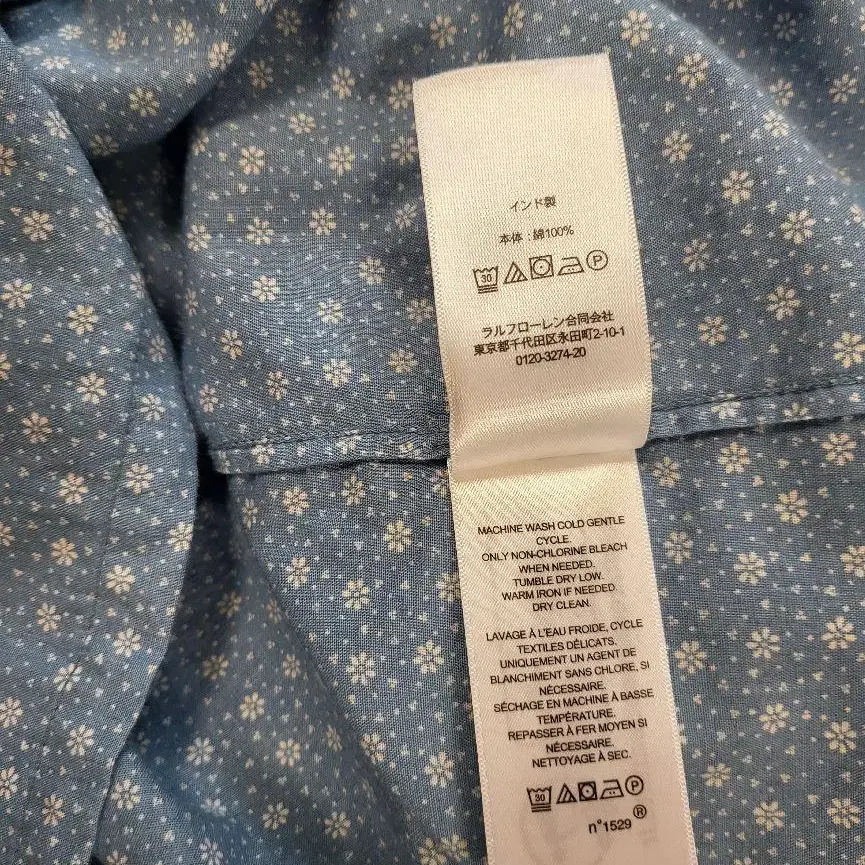 インド製
本体 : 綿100%
30 P
ラルフローレン合同会社
東京都千代田区永田町2-10-1
0120-3274-20
MACHINE WASH COLD GENTLE
CYCLE.
ONLY NON-CHLORINE BLEACH
WHEN NEEDED.
TUMBLE DRY LOW.
WARM IRON IF NEEDED
DRY CLEAN.
LAVAGE À L'EAU FROIDE, CYCLE
TEXTILES DÉLICATS.
UNIQUEMENT UN AGENT DE
BLANCHIMENT SANS CHLORE, SI
NÉCESSAIRE.
SÉCHAGE EN MACHINE À BASSE
TEMPÉRATURE.
REPASSER À FER MOYEN SI
NÉCESSAIRE.
NETTOYAGE À SEC.
30 P
n°1529 ®